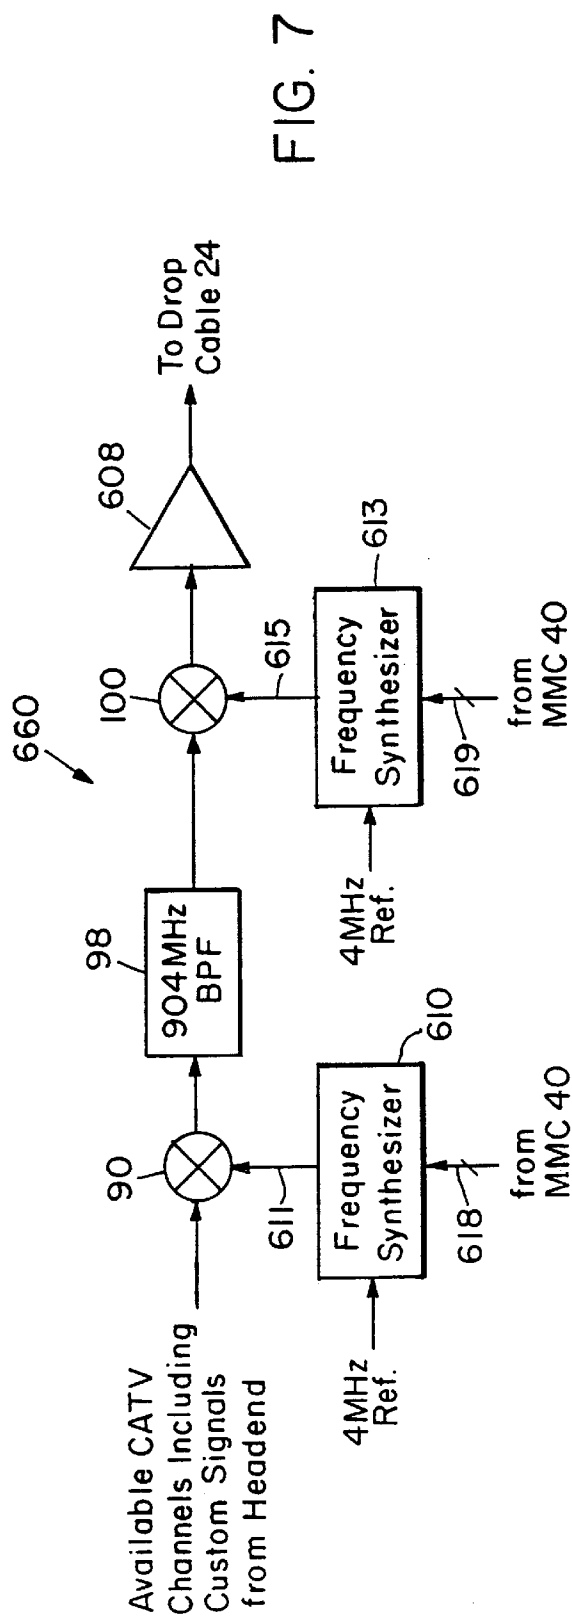 660
Available CATV
Channels Including
Custom Signals
from Headend
90
98
904MHz
BPF
100
608
To Drop
Cable 24
611
615
4MHz
Ref.
Frequency
Synthesizer
610
4MHz
Ref.
Frequency
Synthesizer
613
618
from
MMC 40
619
from
MMC 40
FIG. 7